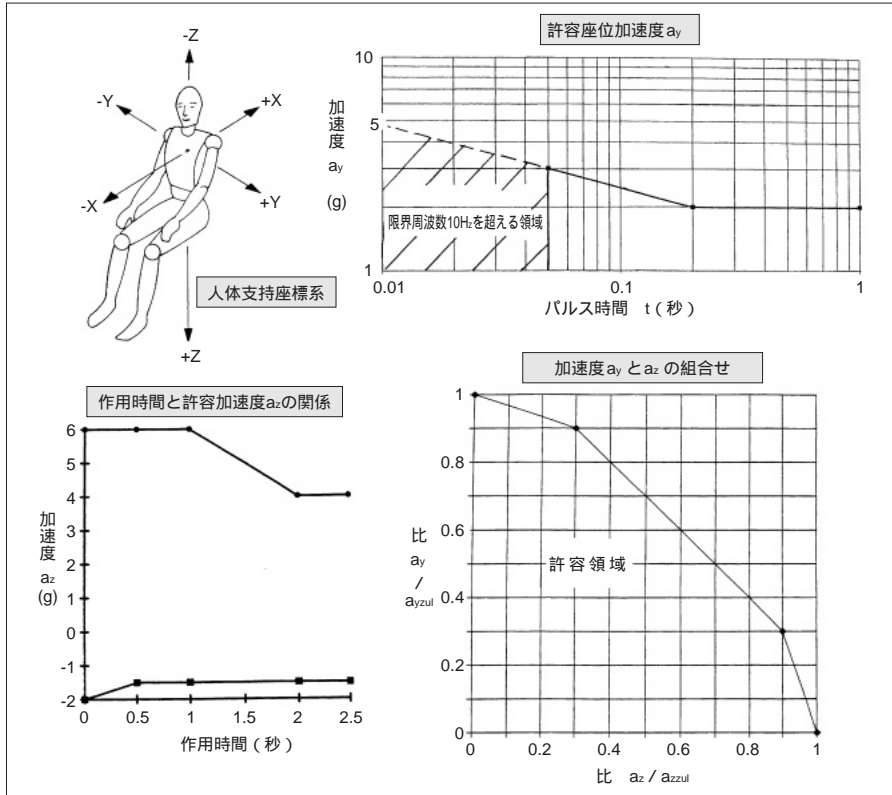 -Z
-Y
+X
-X
+Y
+Z
人体支持座標系
許容座位加速度ay
10
5
1
加速度
ay
(g)
限界周波数10Hzを超える領域
0.01
0.1
1
パルス時間 t(秒)
作用時間と許容加速度azの関係
6
5
4
3
2
1
0
-1
-2
加速度
az
(g)
0
0.5
1
1.5
2
2.5
作用時間(秒)
加速度ayとazの組合せ
1
0.8
0.6
0.4
0.2
0
比
ay
/
ayzul
許容領域
0
0.2
0.4
0.6
0.8
1
比 az / azzul